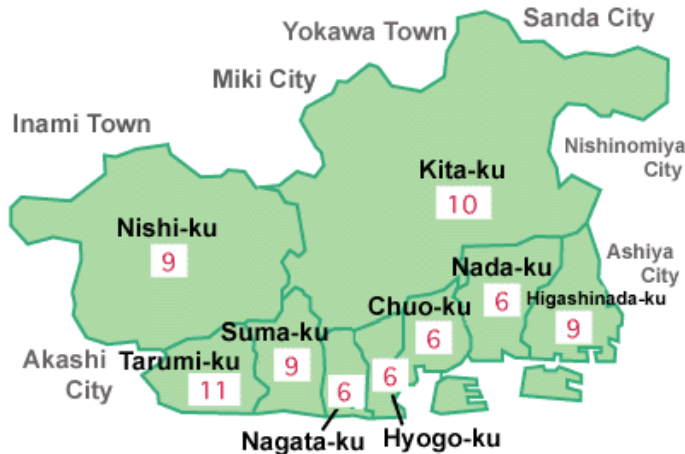 Sanda City
Yokawa Town
Miki City
Inami Town
Nishinomiya
City
Kita-ku
10
Nishi-ku
9
Ashiya
City
Nada-ku
6
Higashinada-ku
9
Chuo-ku
6
Suma-ku
9
Akashi
City
Tarumi-ku
11
6
6
Nagata-ku
Hyogo-ku